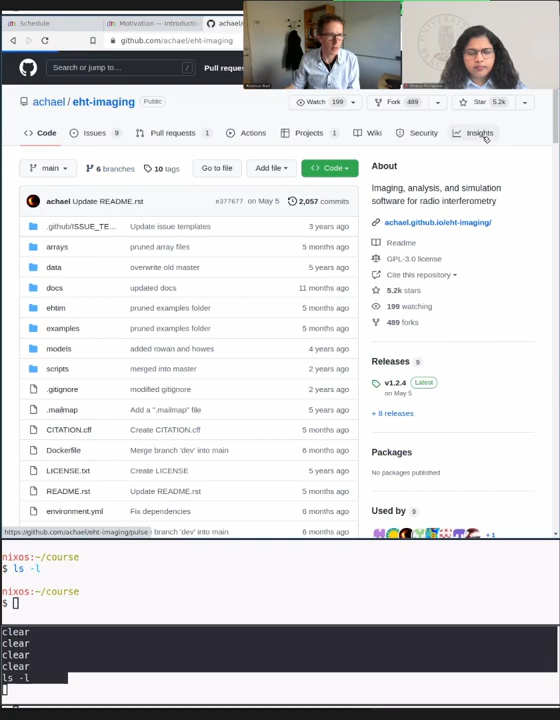 Schedule
Motivation — Introducti
achael/
github.com/achael/eht-imaging
Search or jump to...
/
Pull reques
achael / eht-imaging
Public
Watch 199
Fork 489
Star 5.2k
Code
Issues 9
Pull requests 1
Actions
Projects 1
Wiki
Security
Insights
main
6 branches
10 tags
Go to file
Add file
Code
achael Update README.rst
e377677 on May 5
2,057 commits
.github/ISSUE_TE... Update issue templates 3 years ago
arrays pruned array files 5 months ago
data overwrite old master 5 years ago
docs updated docs 11 months ago
ehtim pruned examples folder 5 months ago
examples pruned examples folder 5 months ago
models added rowan and howes 4 years ago
scripts merged into master 2 years ago
.gitignore modified gitignore 2 years ago
.mailmap Add a ".mailmap" file 5 years ago
CITATION.cff Create CITATION.cff 5 months ago
Dockerfile Merge branch 'dev' into main 6 months ago
LICENSE.txt Create LICENSE 5 years ago
README.rst Update README.rst 5 months ago
environment.yml Fix dependencies 6 months ago
https://github.com/achael/eht-imaging/pulse branch 'dev' into main 6 months ago
About
Imaging, analysis, and simulation
software for radio interferometry
achael.github.io/eht-imaging/
Readme
GPL-3.0 license
Cite this repository
5.2k stars
199 watching
489 forks
Releases 9
v1.2.4 Latest
on May 5
+ 8 releases
Packages
No packages published
Used by 9
+ 1
nixos:~/course
$ ls -l
nixos:~/course
$
clear
clear
clear
clear
ls -l